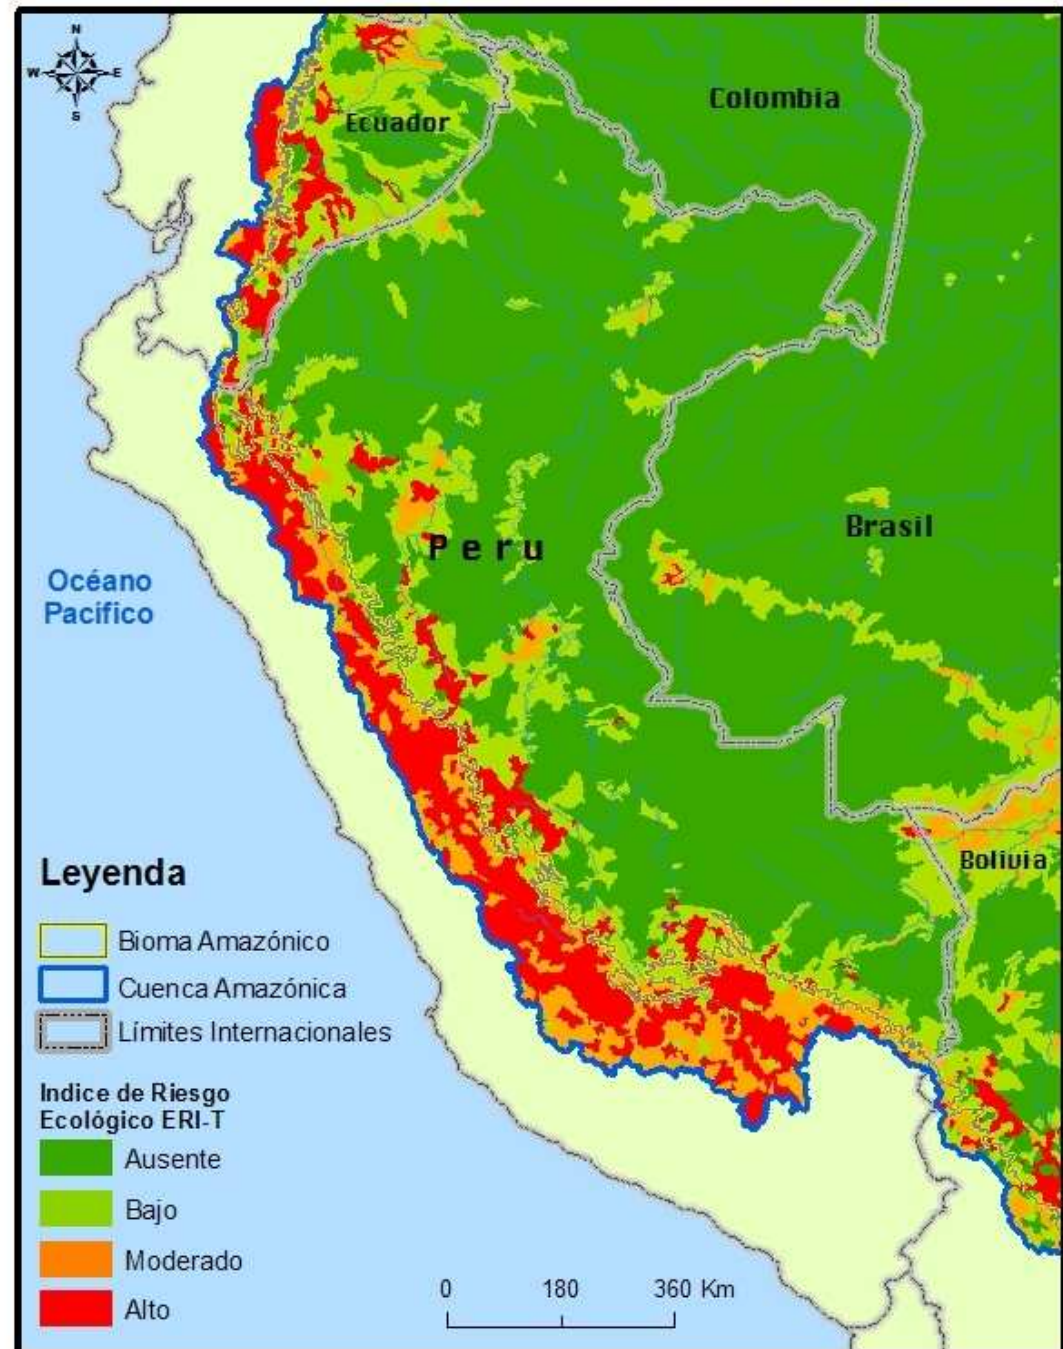 N
W E
S
Colombia
Ecuador
Brasil
Peru
Océano
Pacífico
Bolivia
Leyenda
Bioma Amazónico
Cuenca Amazónica
Límites Internacionales
Indice de Riesgo
Ecológico ERI-T
Ausente
Bajo
Moderado
Alto
0 180 360 Km